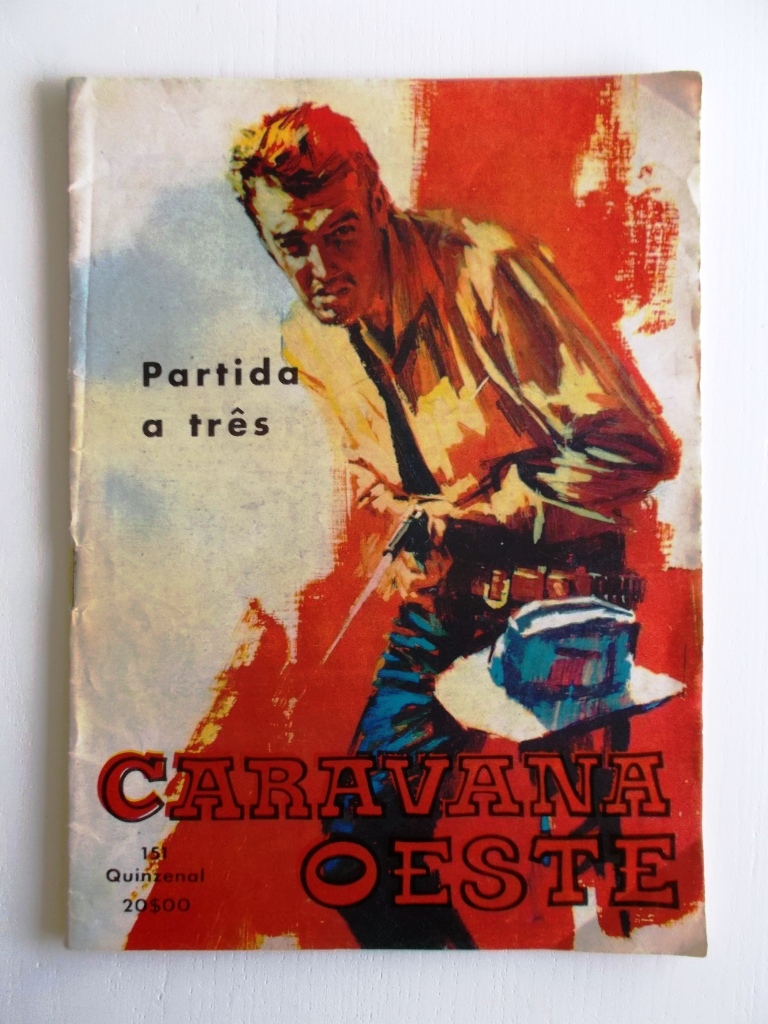 Partida
a três
CARAVANA
OESTE
151
Quinzenal
20$00